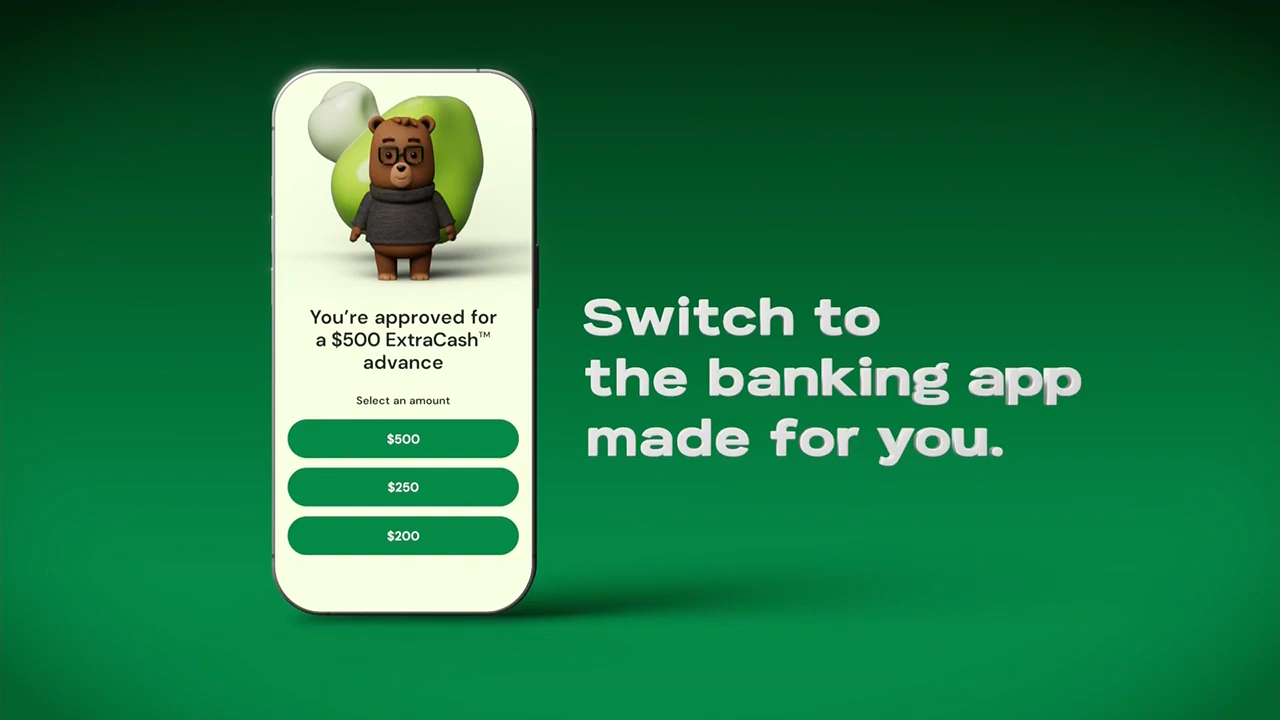 You're approved for
a $500 ExtraCash™
advance
Select an amount
$500
$250
$200
Switch to
the banking app
made for you.